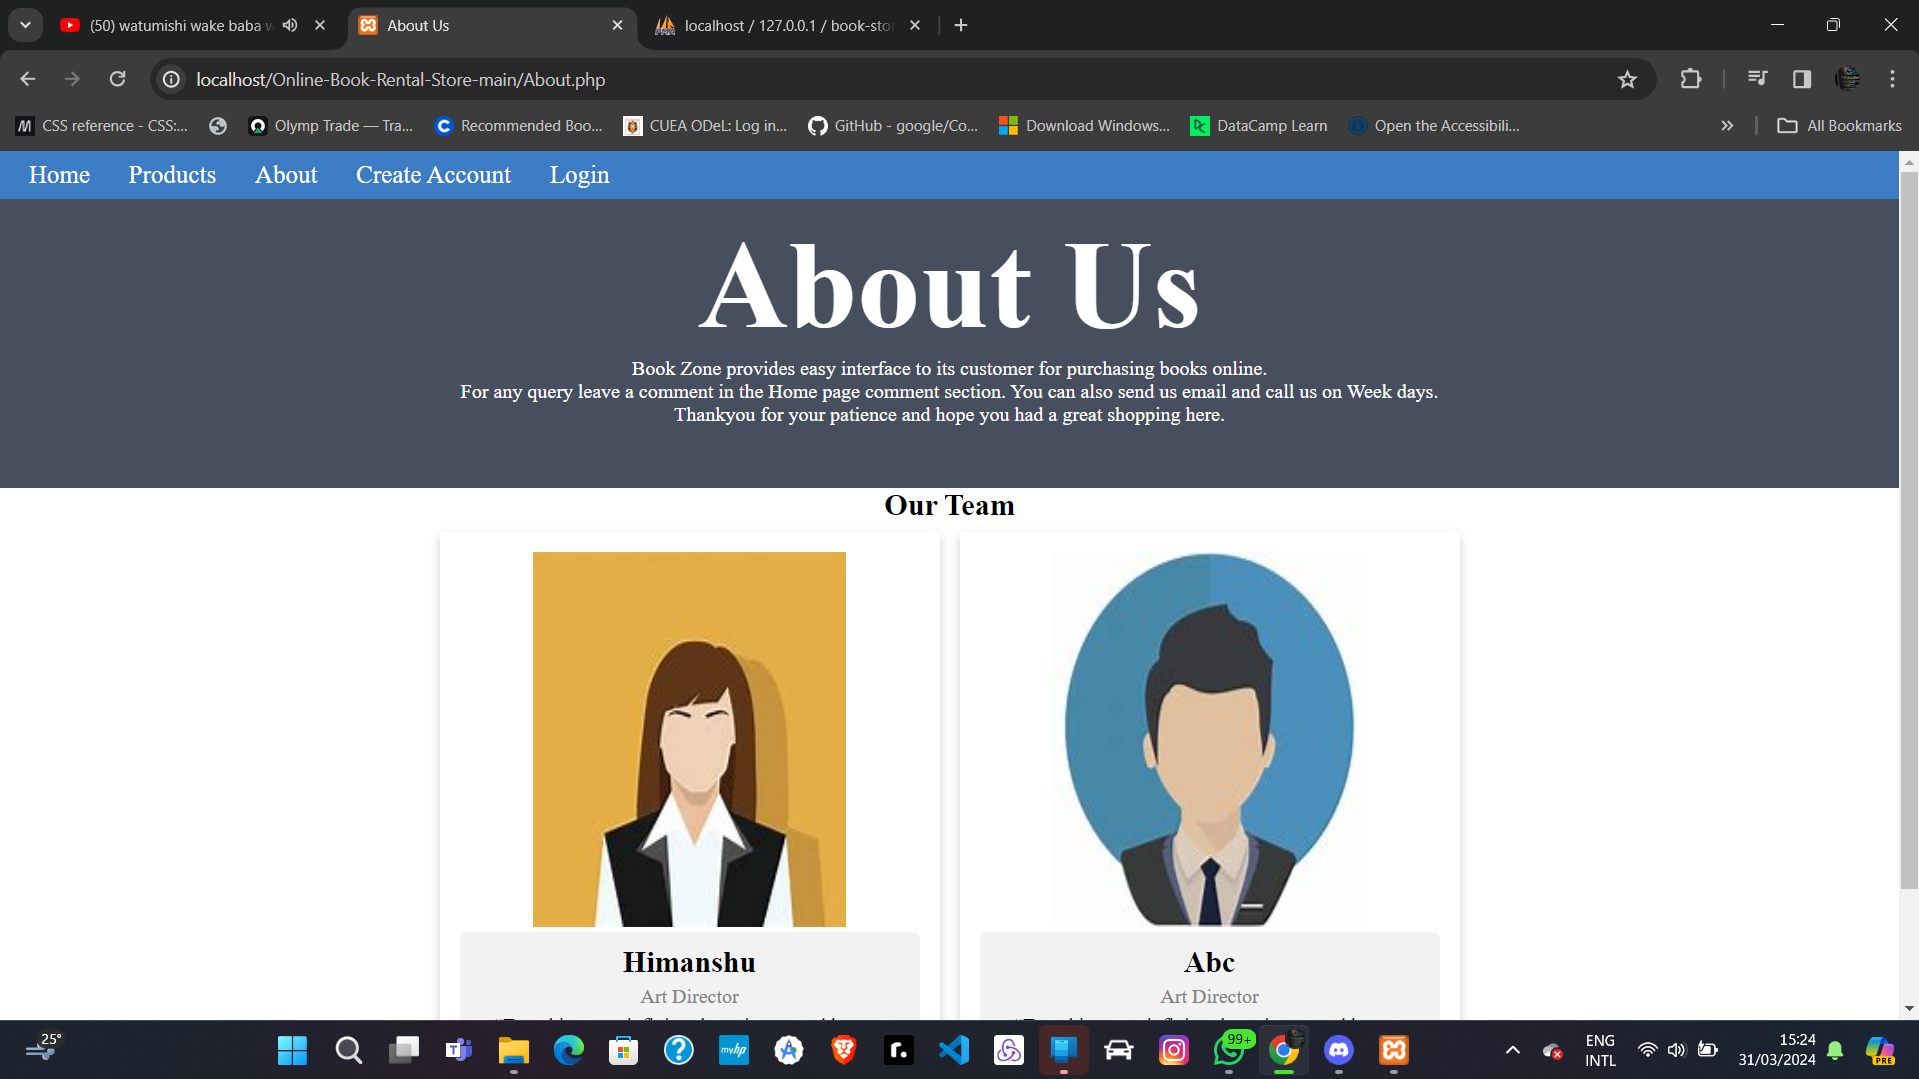 (50) watumishi wake baba w
About Us
localhost / 127.0.0.1 / book-sto
localhost/Online-Book-Rental-Store-main/About.php
CSS reference - CSS:...
Olymp Trade — Tra...
Recommended Boo...
CUEA ODeL: Log in...
GitHub - google/Co...
Download Windows...
DataCamp Learn
Open the Accessibili...
All Bookmarks
Home
Products
About
Create Account
Login
About Us
Book Zone provides easy interface to its customer for purchasing books online.
For any query leave a comment in the Home page comment section. You can also send us email and call us on Week days.
Thankyou for your patience and hope you had a great shopping here.
Our Team
Himanshu
Art Director
Abc
Art Director
25°
myhp
99+
ENG
INTL
15:24
31/03/2024
PRE